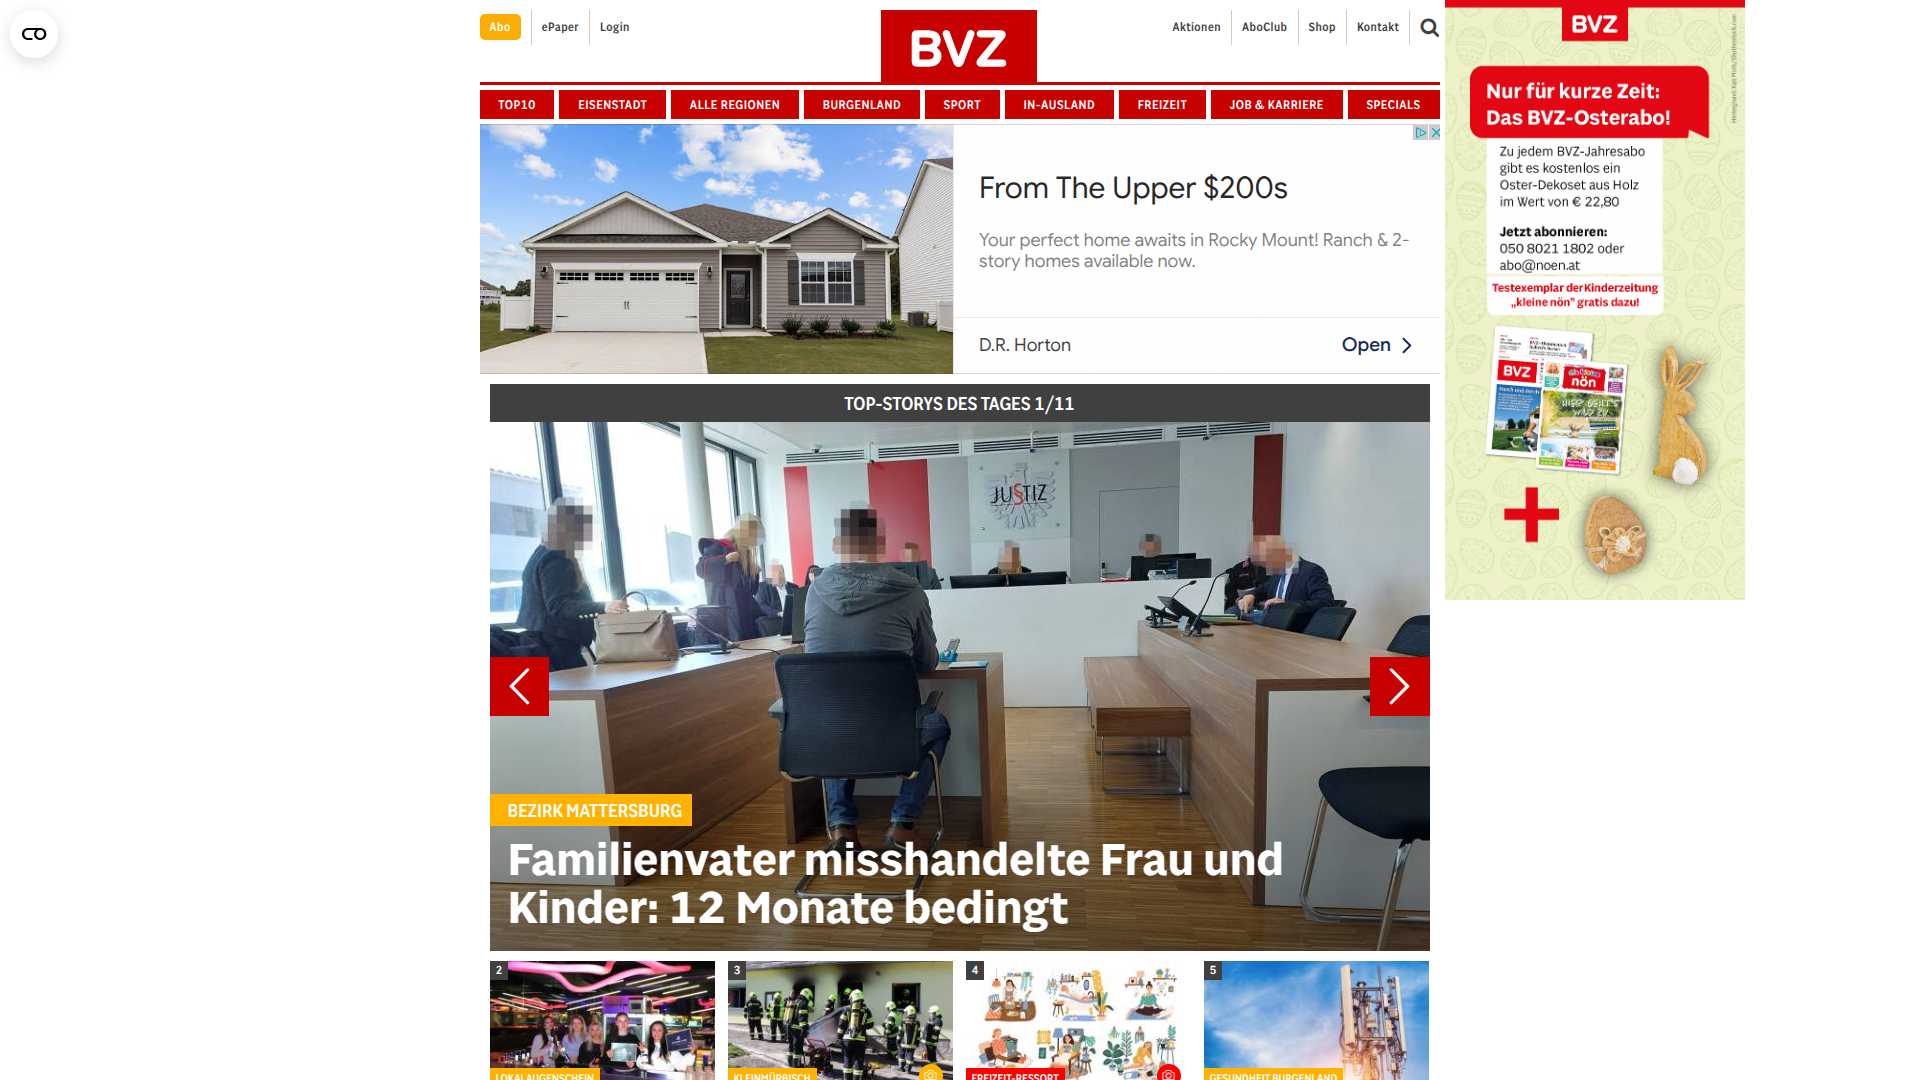 Abo
ePaper
Login
BVZ
Aktionen
AboClub
Shop
Kontakt
TOP10
EISENSTADT
ALLE REGIONEN
BURGENLAND
SPORT
IN-AUSLAND
FREIZEIT
JOB & KARRIERE
SPECIALS
From The Upper $200s
Your perfect home awaits in Rocky Mount! Ranch & 2-
story homes available now.
D.R. Horton
Open
BVZ
Nur für kurze Zeit:
Das BVZ-Osterabo!
Zu jedem BVZ-Jahresabo
gibt es kostenlos ein
Oster-Dekoset aus Holz
im Wert von € 22,80
Jetzt abonnieren:
050 8021 1802 oder
abo@noen.at
Testexemplar der Kinderzeitung
„kleine nön" gratis dazu!
BVZ
nön
TOP-STORYS DES TAGES 1/11
JUSTIZ
BEZIRK MATTERSBURG
Familienvater misshandelte Frau und
Kinder: 12 Monate bedingt
2
3
4
5
LOKALAUGENSCHEIN
KLEINMÜRBISCH
FREIZEIT-RESSORT
GESUNDHEIT BURGENLAND